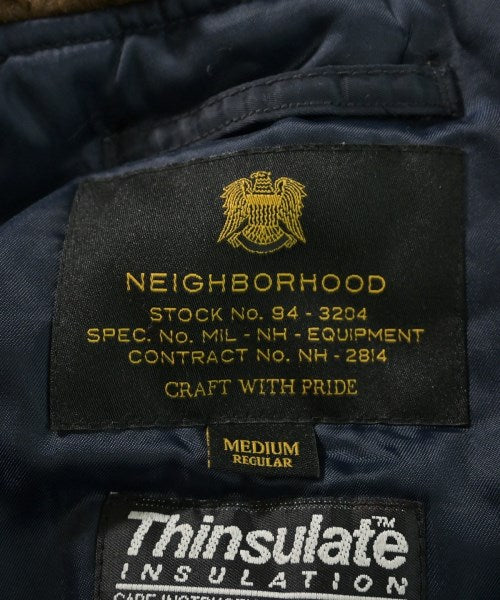 NEIGHBORHOOD
STOCK No. 94 - 3204
SPEC. No. MIL - NH - EQUIPMENT
CONTRACT No. NH - 2814
CRAFT WITH PRIDE
MEDIUM
REGULAR
Thinsulate™
INSULATION